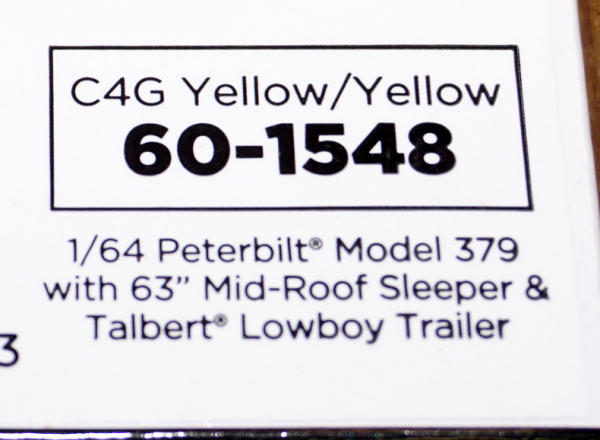 C4G Yellow/Yellow
60-1548
1/64 Peterbilt® Model 379
with 63” Mid-Roof Sleeper &
Talbert® Lowboy Trailer
3